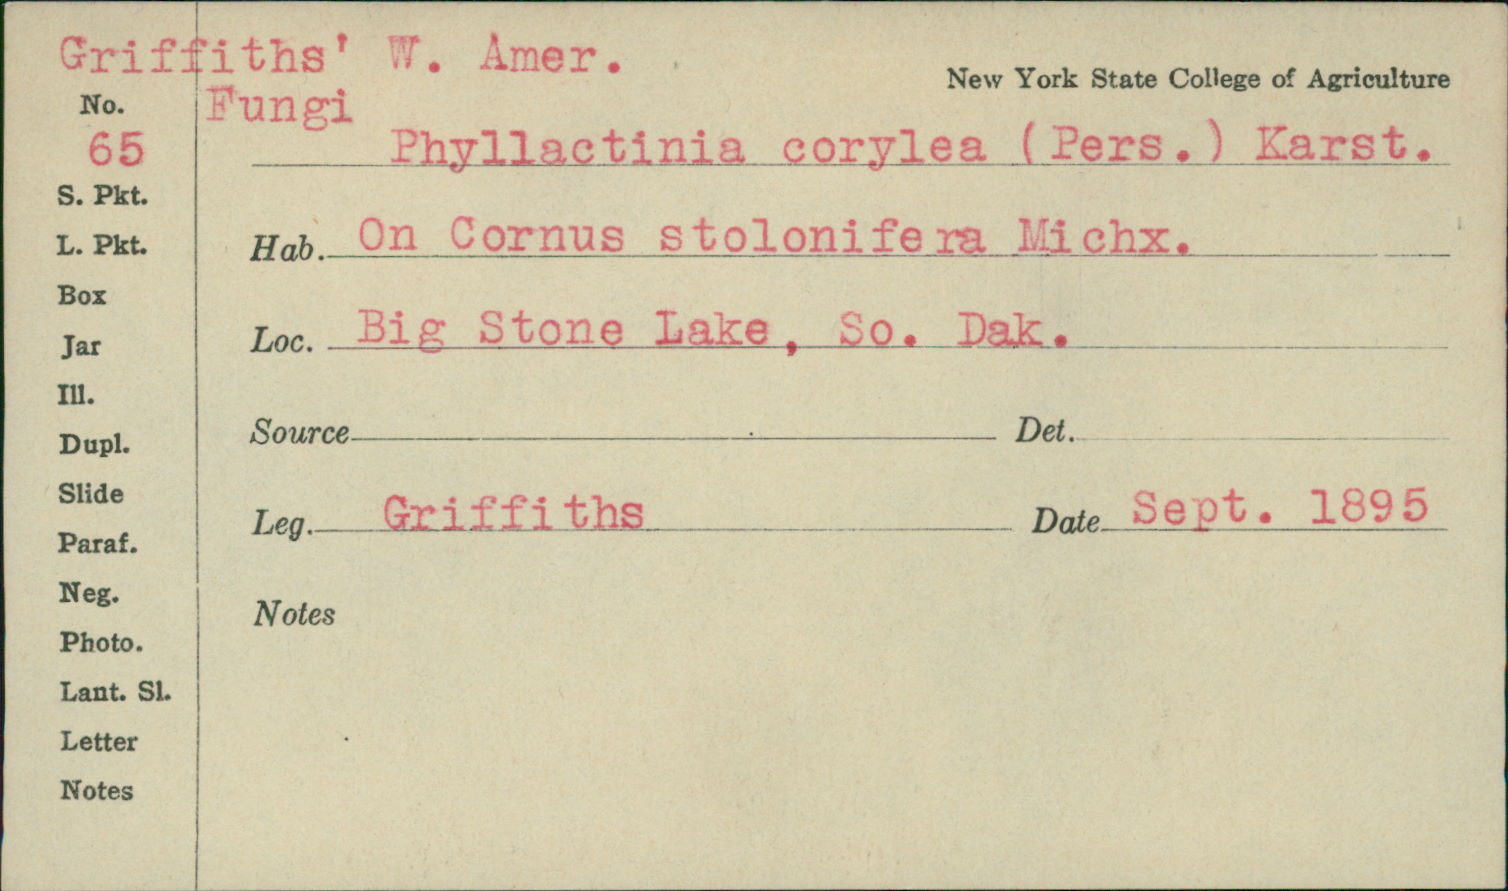 Griffiths' W. Amer.
New York State College of Agriculture
No. Fungi
65 Phyllactinia corylea (Pers.) Karst.
S. Pkt.
L. Pkt. Hab. On Cornus stolonifera Michx.
Box
Jar Loc. Big Stone Lake, So. Dak.
Ill.
Dupl. Source Det.
Slide
Leg. Griffiths Date Sept. 1895
Paraf.
Neg.
Notes
Photo.
Lant. Sl.
Letter
Notes